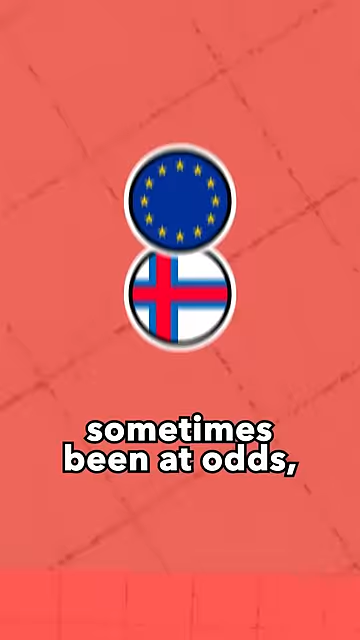 sometimes
been at odds,